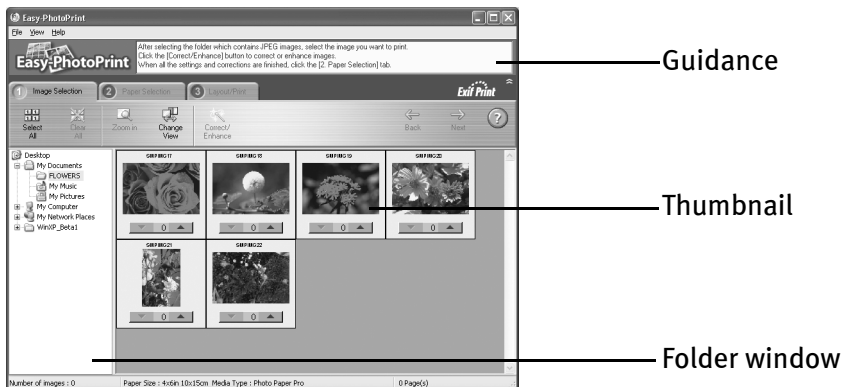 Easy-PhotoPrint
File View Help
Easy-PhotoPrint
After selecting the folder which contains JPEG images, select the image you want to print.
Click the [Correct/Enhance] button to correct or enhance images.
When all the settings and corrections are finished, click the [2. Paper Selection] tab.
Guidance
1 Image Selection 2 Paper Selection 3 Layout/Print Exif Print
Select All
Clear All
Zoom in
Change View
Correct/Enhance
Back
Next
?
Desktop
My Documents
FLOWERS
My Music
My Pictures
My Computer
My Network Places
WinXP_Beta1
0
0
0
0
Thumbnail
0
0
Folder window
Number of images : 0 Paper Size : 4x6in 10x15cm Media Type : Photo Paper Pro 0 Page(s)